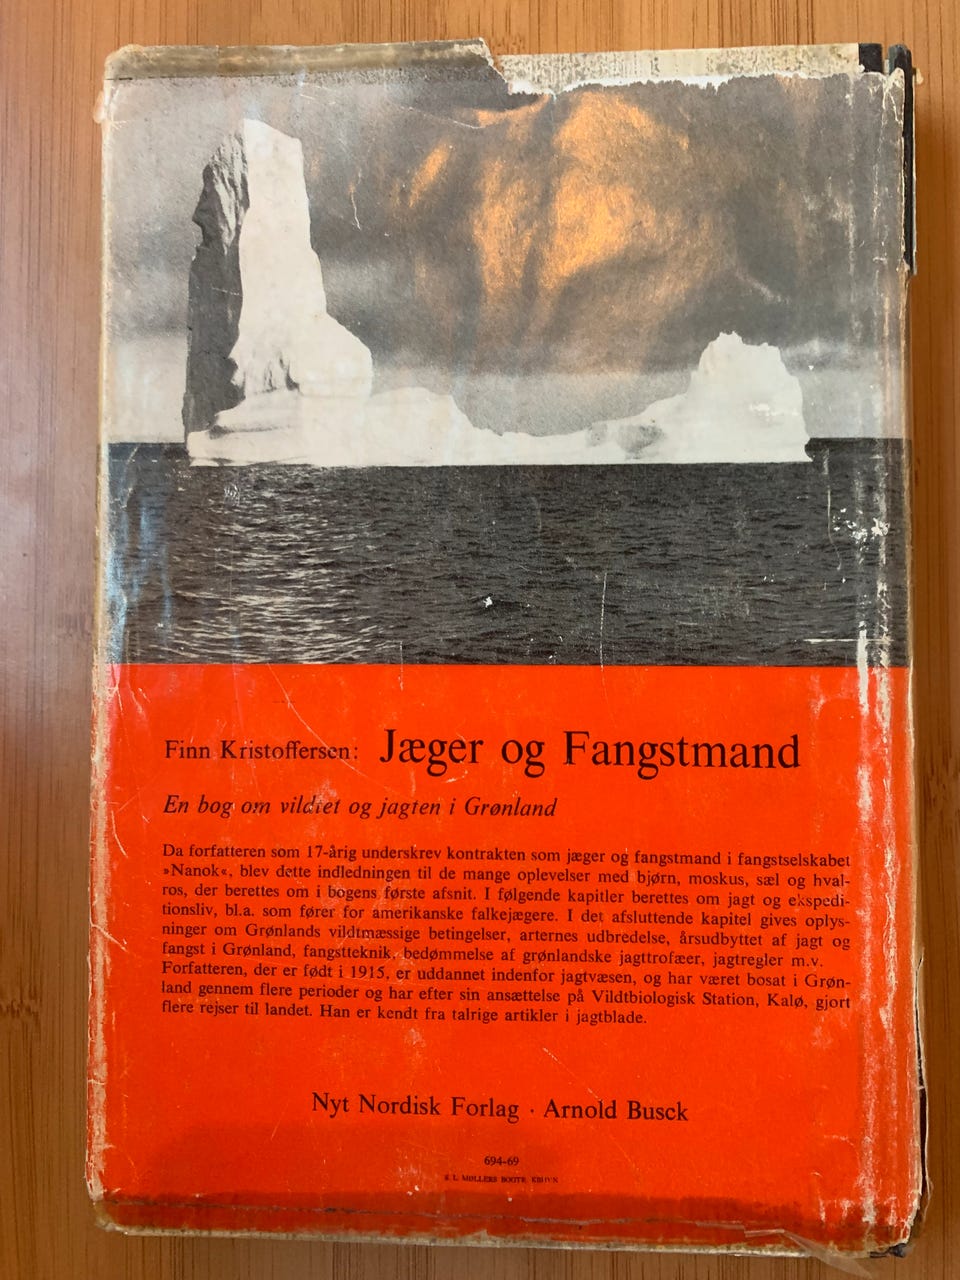 Finn Kristoffersen: Jæger og Fangstmand
En bog om vildtet og jagten i Grønland
Da forfatteren som 17-årig underskrev kontrakten som jæger og fangstmand i fangstselskabet
»Nanok«, blev dette indledningen til de mange oplevelser med bjørn, moskus, sæl og hval-
ros, der berettes om i bogens første afsnit. I følgende kapitler berettes om jagt og ekspedi-
tionsliv, bl.a. som fører for amerikanske falkejægere. I det afsluttende kapitel gives oplys-
ninger om Grønlands vildtmæssige betingelser, arternes udbredelse, årsudbyttet af jagt og
fangst i Grønland, fangstteknik, bedømmelse af grønlandske jagttrofæer, jagtregler m.v.
Forfatteren, der er født i 1915, er uddannet indenfor jagtvæsen, og har været bosat i Grøn-
land gennem flere perioder og har efter sin ansættelse på Vildtbiologisk Station, Kalø, gjort
flere rejser til landet. Han er kendt fra talrige artikler i jagtblade.
Nyt Nordisk Forlag · Arnold Busck
694-69
S. L. MØLLERS BOGTR. KBHVN